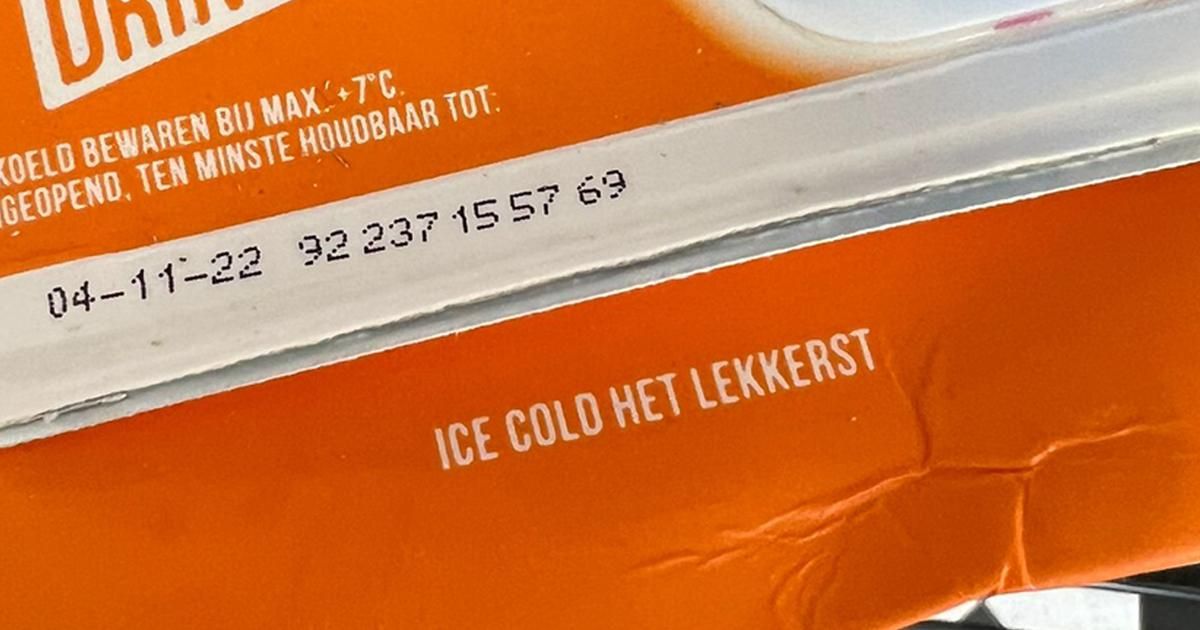 KOELD BEWAREN BIJ MAX. +7°C.
GEOPEND, TEN MINSTE HOUDBAAR TOT:
04-11-22 92 237 15 57 69
ICE COLD HET LEKKERST